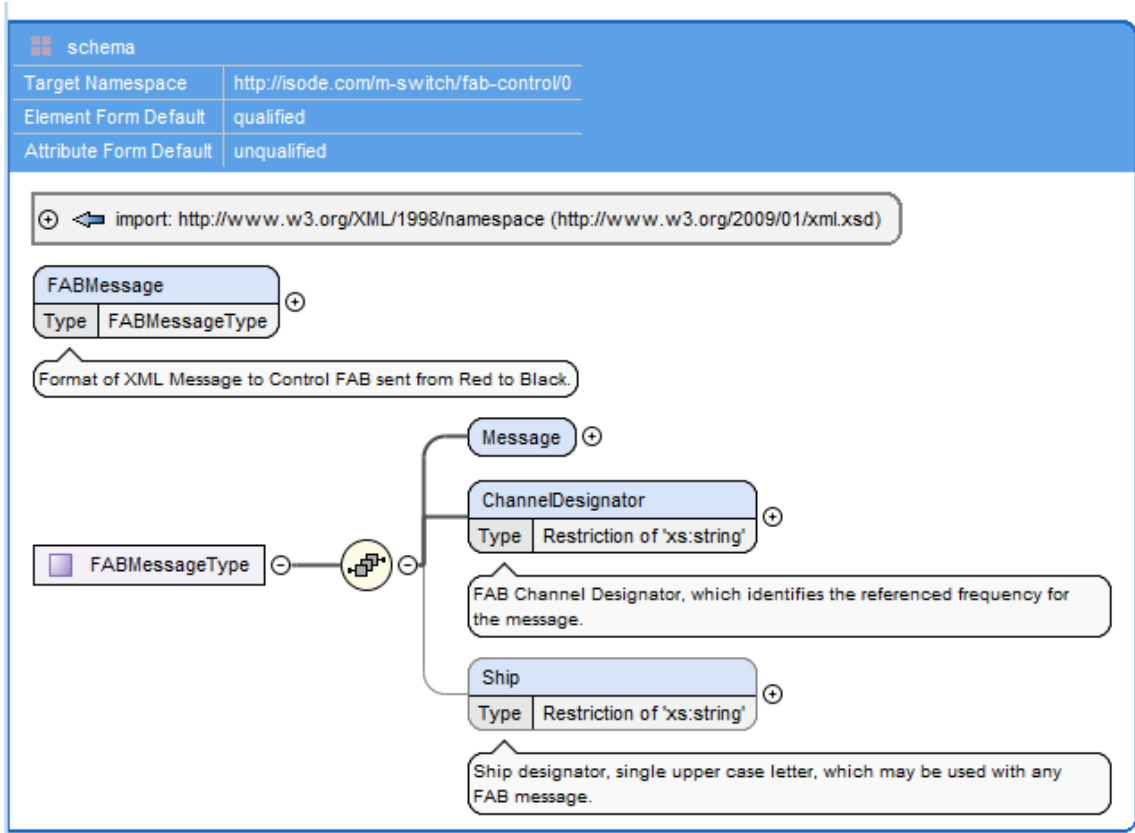 schema
Target Namespace http://isode.com/m-switch/fab-control/0
Element Form Default qualified
Attribute Form Default unqualified
import: http://www.w3.org/XML/1998/namespace (http://www.w3.org/2009/01/xml.xsd)
FABMessage
Type FABMessageType
Format of XML Message to Control FAB sent from Red to Black.
Message
ChannelDesignator
Type Restriction of 'xs:string'
FABMessageType
FAB Channel Designator, which identifies the referenced frequency for
the message.
Ship
Type Restriction of 'xs:string'
Ship designator, single upper case letter, which may be used with any
FAB message.